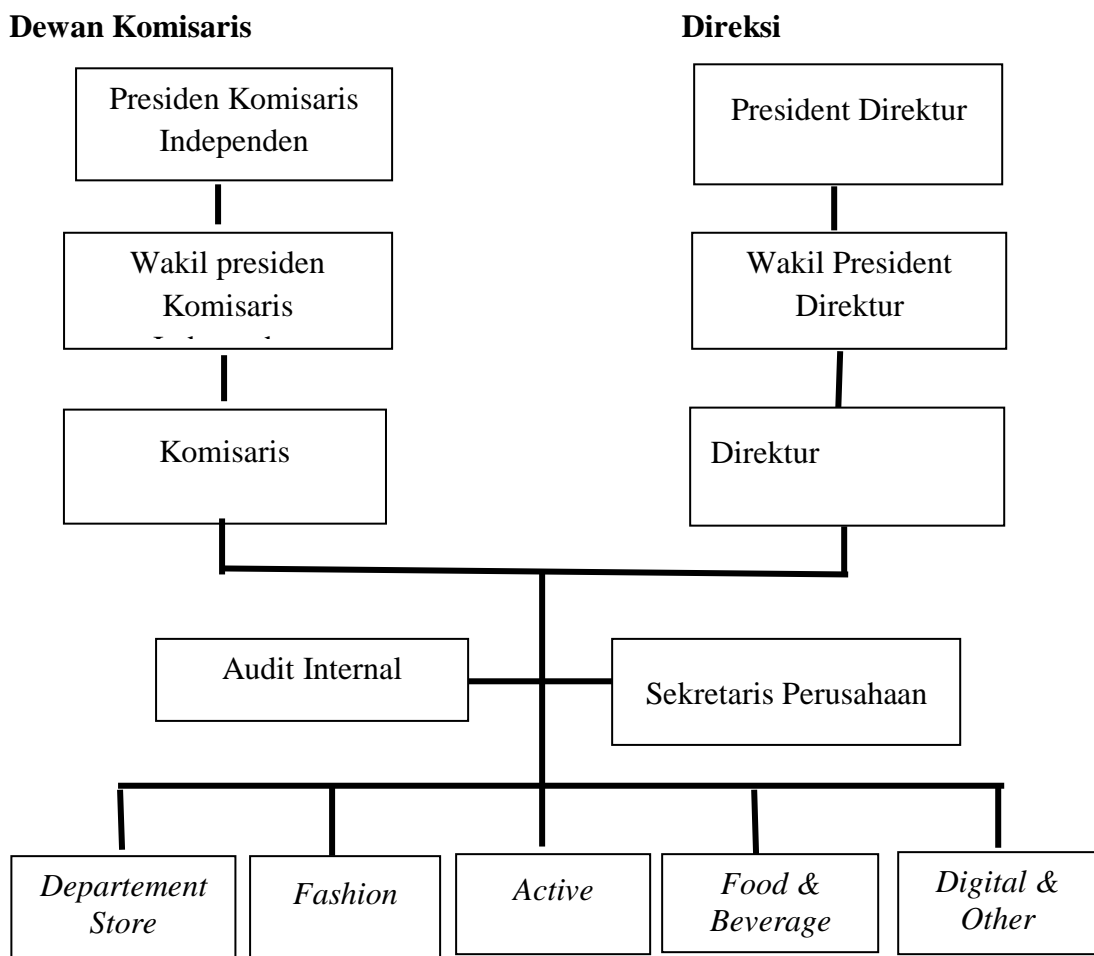 Dewan Komisaris
Direksi
Presiden Komisaris
Independen
President Direktur
Wakil presiden
Komisaris
Wakil President
Direktur
Komisaris
Direktur
Audit Internal
Sekretaris Perusahaan
Departement
Store
Fashion
Active
Food &
Beverage
Digital &
Other